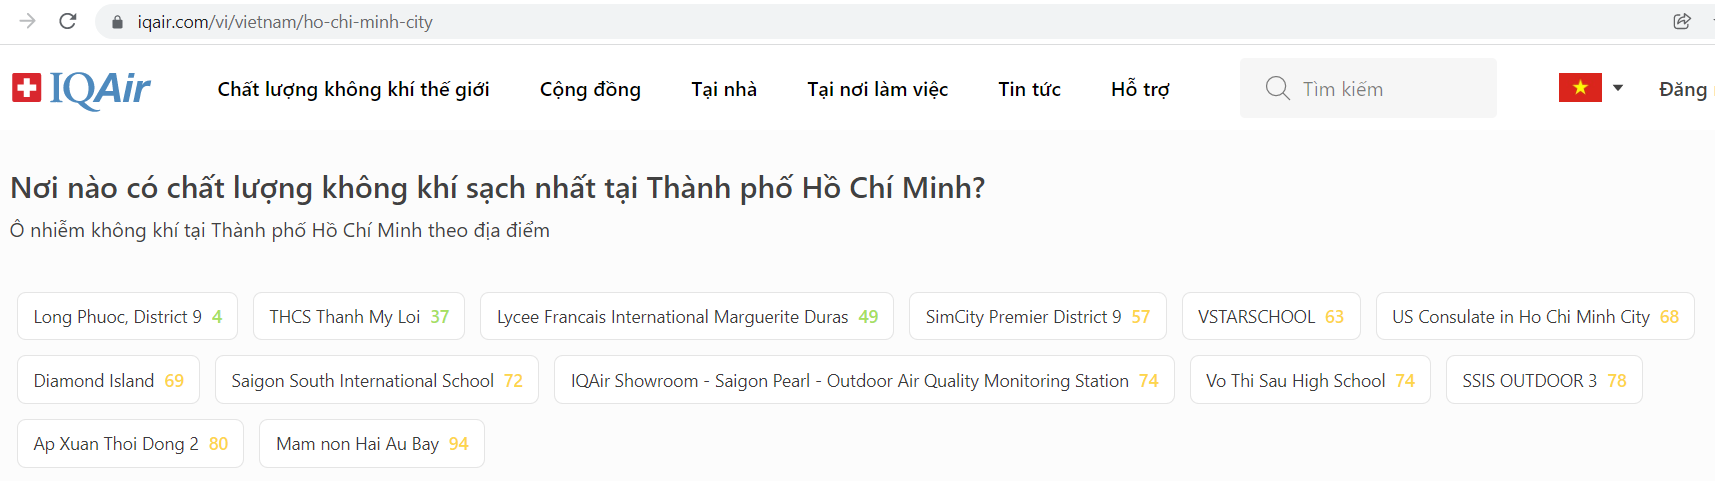 iqair.com/vi/vietnam/ho-chi-minh-city
IQAir Chất lượng không khí thế giới Cộng đồng Tại nhà Tại nơi làm việc Tin tức Hỗ trợ Tìm kiếm Đăng
Nơi nào có chất lượng không khí sạch nhất tại Thành phố Hồ Chí Minh?
Ô nhiễm không khí tại Thành phố Hồ Chí Minh theo địa điểm
Long Phuoc, District 9 4 THCS Thanh My Loi 37 Lycee Francais International Marguerite Duras 49 SimCity Premier District 9 57 VSTARSCHOOL 63 US Consulate in Ho Chi Minh City 68
Diamond Island 69 Saigon South International School 72 IQAir Showroom - Saigon Pearl - Outdoor Air Quality Monitoring Station 74 Vo Thi Sau High School 74 SSIS OUTDOOR 3 78
Ap Xuan Thoi Dong 2 80 Mam non Hai Au Bay 94